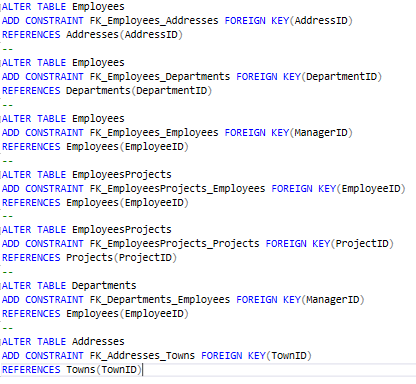 ALTER TABLE Employees
ADD CONSTRAINT FK_Employees_Addresses FOREIGN KEY(AddressID)
REFERENCES Addresses(AddressID)
--
ALTER TABLE Employees
ADD CONSTRAINT FK_Employees_Departments FOREIGN KEY(DepartmentID)
REFERENCES Departments(DepartmentID)
--
ALTER TABLE Employees
ADD CONSTRAINT FK_Employees_Employees FOREIGN KEY(ManagerID)
REFERENCES Employees(EmployeeID)
--
ALTER TABLE EmployeesProjects
ADD CONSTRAINT FK_EmployeesProjects_Employees FOREIGN KEY(EmployeeID)
REFERENCES Employees(EmployeeID)
--
ALTER TABLE EmployeesProjects
ADD CONSTRAINT FK_EmployeesProjects_Projects FOREIGN KEY(ProjectID)
REFERENCES Projects(ProjectID)
--
ALTER TABLE Departments
ADD CONSTRAINT FK_Departments_Employees FOREIGN KEY(ManagerID)
REFERENCES Employees(EmployeeID)
--
ALTER TABLE Addresses
ADD CONSTRAINT FK_Addresses_Towns FOREIGN KEY(TownID)
REFERENCES Towns(TownID)